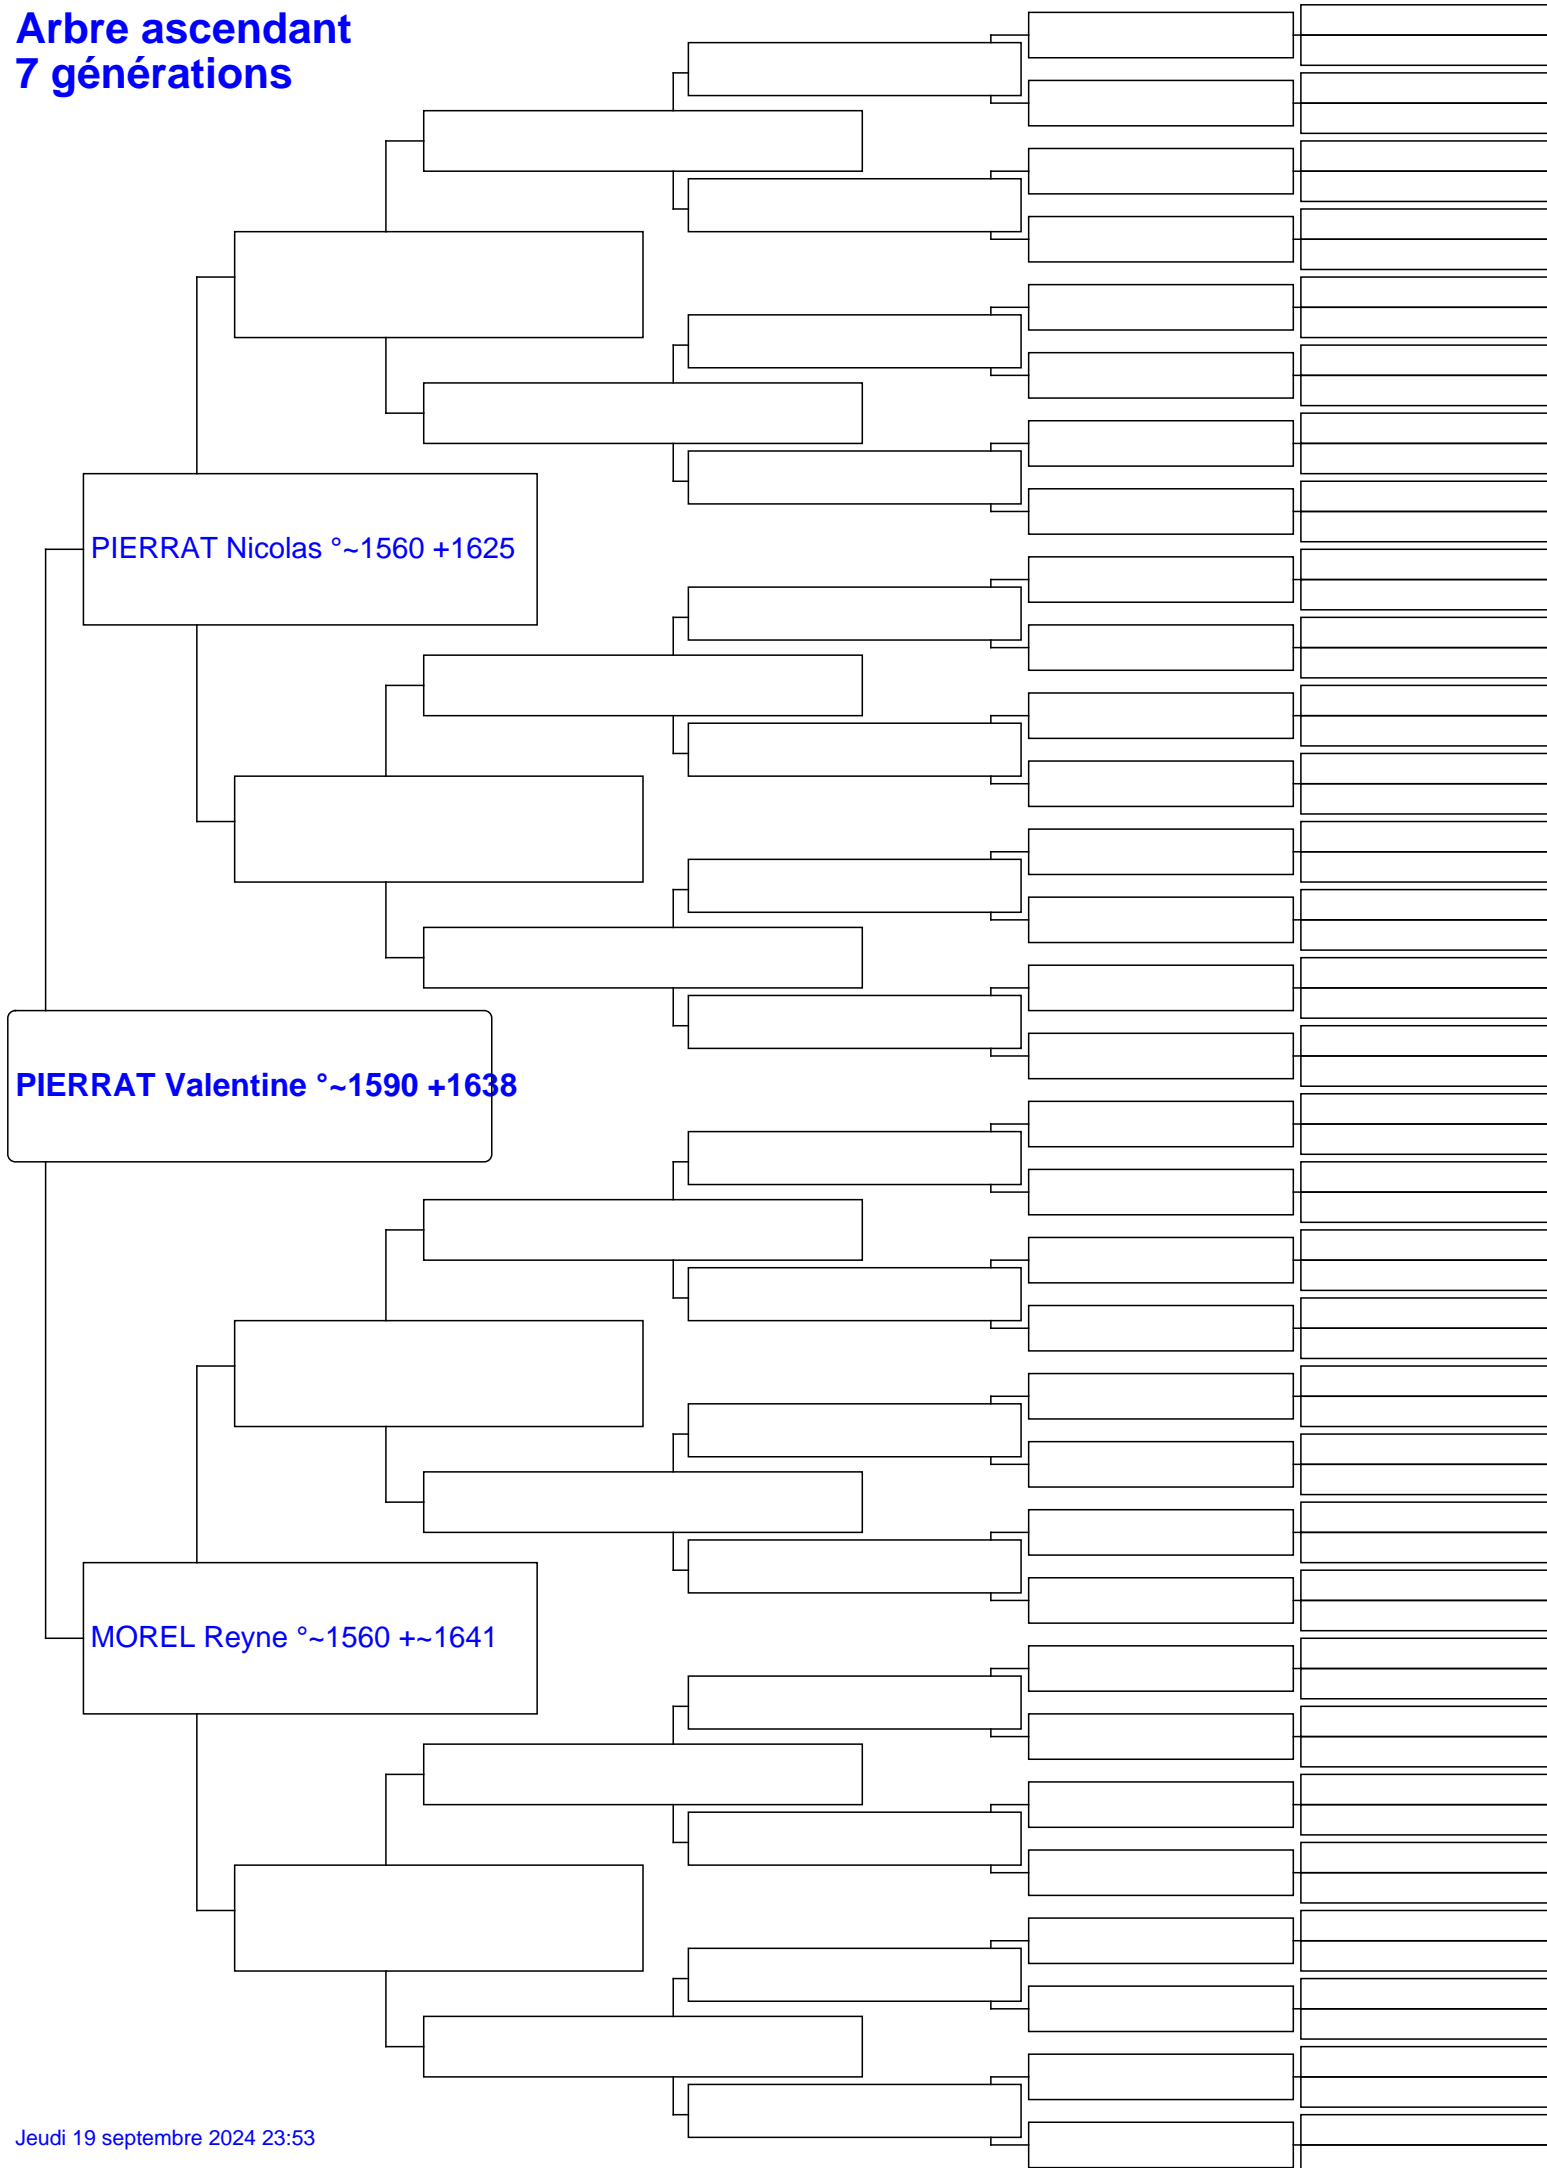 Arbre ascendant
7 générations
PIERRAT Nicolas °~1560 +1625
PIERRAT Valentine °~1590 +1638
MOREL Reyne °~1560 +~1641
Jeudi 19 septembre 2024 23:53